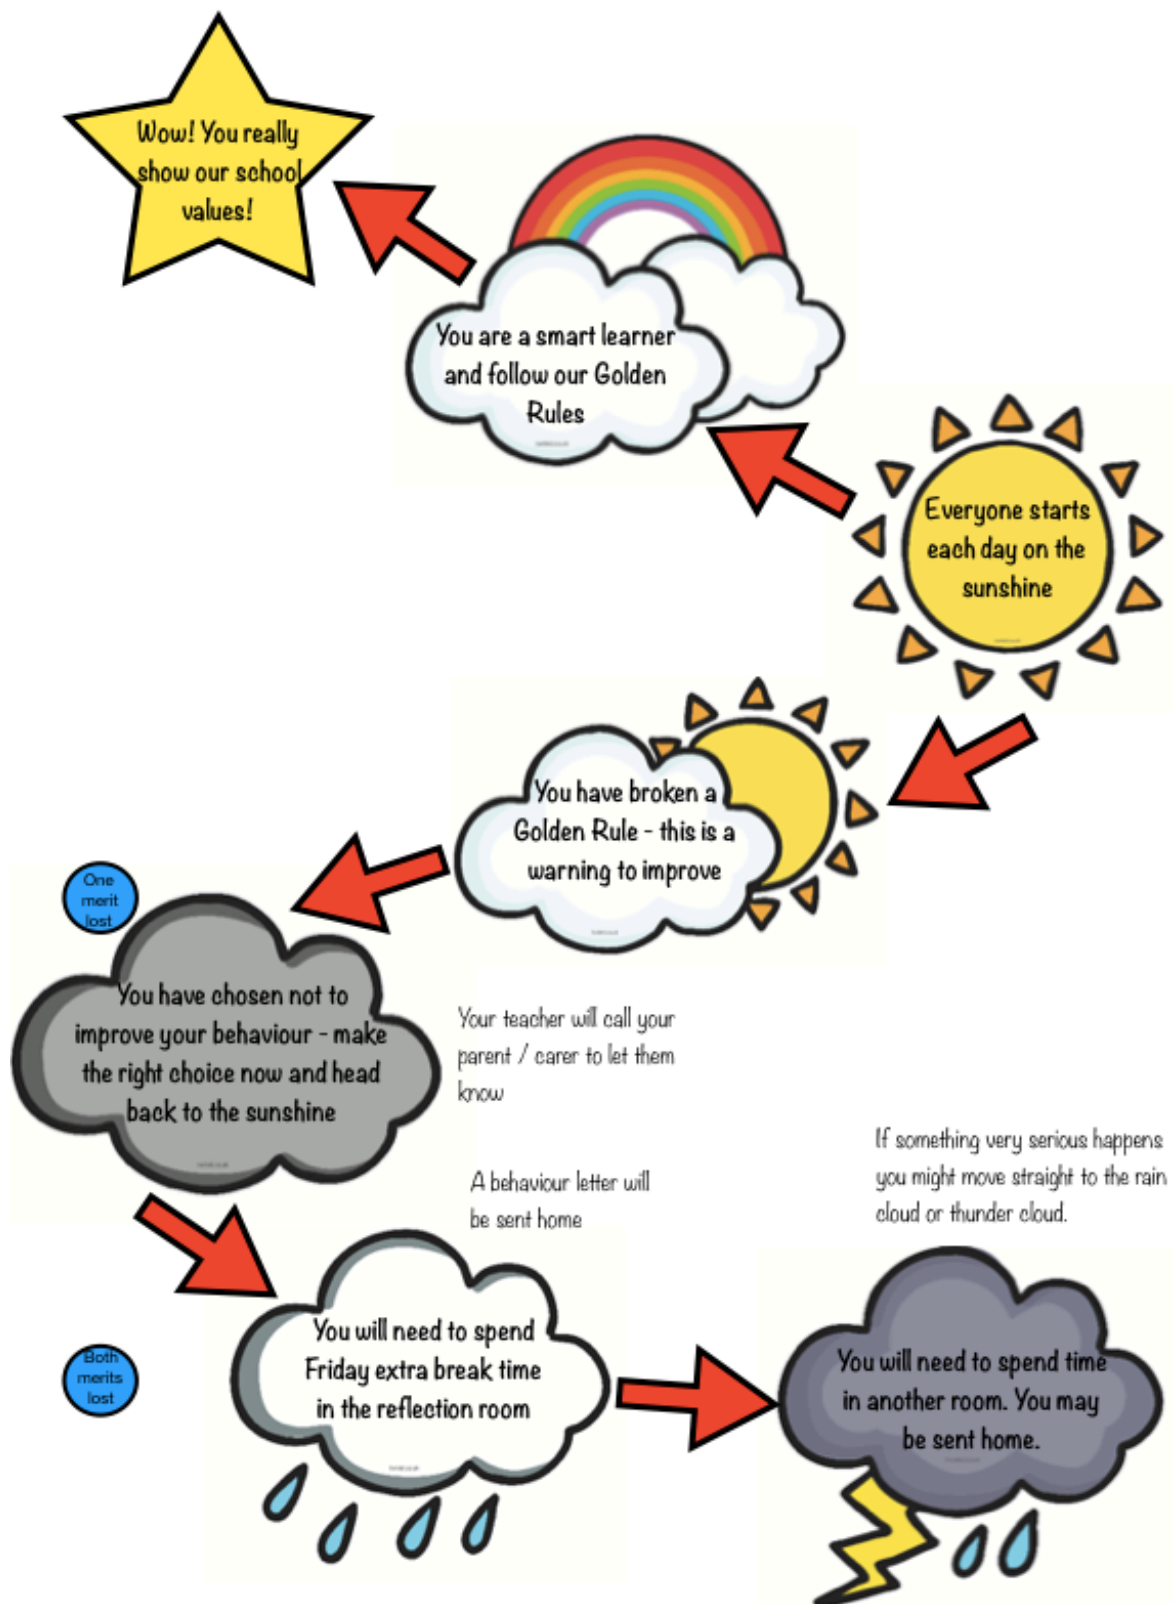 Wow! You really
show our school
values!
You are a smart learner
and follow our Golden
Rules
Everyone starts
each day on the
sunshine
You have broken a
Golden Rule - this is a
warning to improve
One
merit
lost
You have chosen not to
improve your behaviour - make
the right choice now and head
back to the sunshine
Your teacher will call your
parent / carer to let them
know
If something very serious happens
you might move straight to the rain
cloud or thunder cloud.
A behaviour letter will
be sent home
Both
merits
lost
You will need to spend
Friday extra break time
in the reflection room
You will need to spend time
in another room. You may
be sent home.